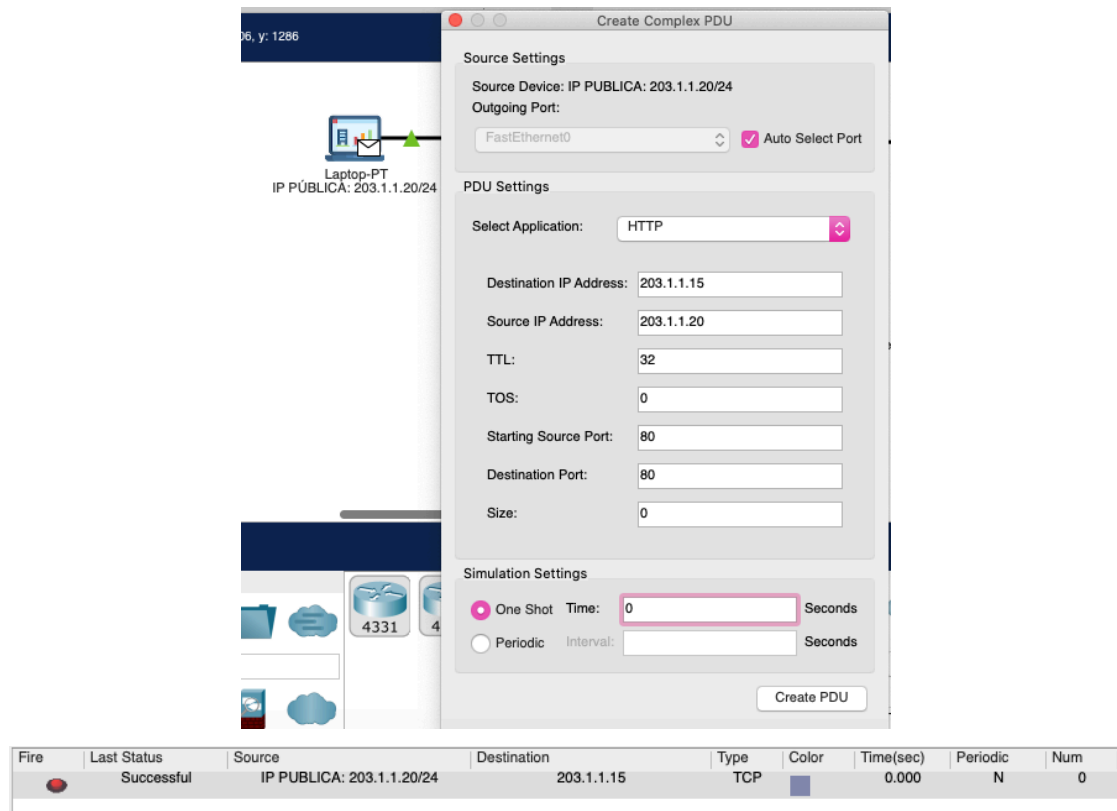 Create Complex PDU
06, y: 1286
Source Settings
Source Device: IP PUBLICA: 203.1.1.20/24
Outgoing Port:
FastEthernet0
Auto Select Port
Laptop-PT
IP PÚBLICA: 203.1.1.20/24
PDU Settings
Select Application: HTTP
Destination IP Address: 203.1.1.15
Source IP Address: 203.1.1.20
TTL: 32
TOS: 0
Starting Source Port: 80
Destination Port: 80
Size: 0
Simulation Settings
One Shot Time: 0 Seconds
Periodic Interval: Seconds
4331 4
Create PDU
Fire Last Status Source Destination Type Color Time(sec) Periodic Num
Successful IP PUBLICA: 203.1.1.20/24 203.1.1.15 TCP 0.000 N 0